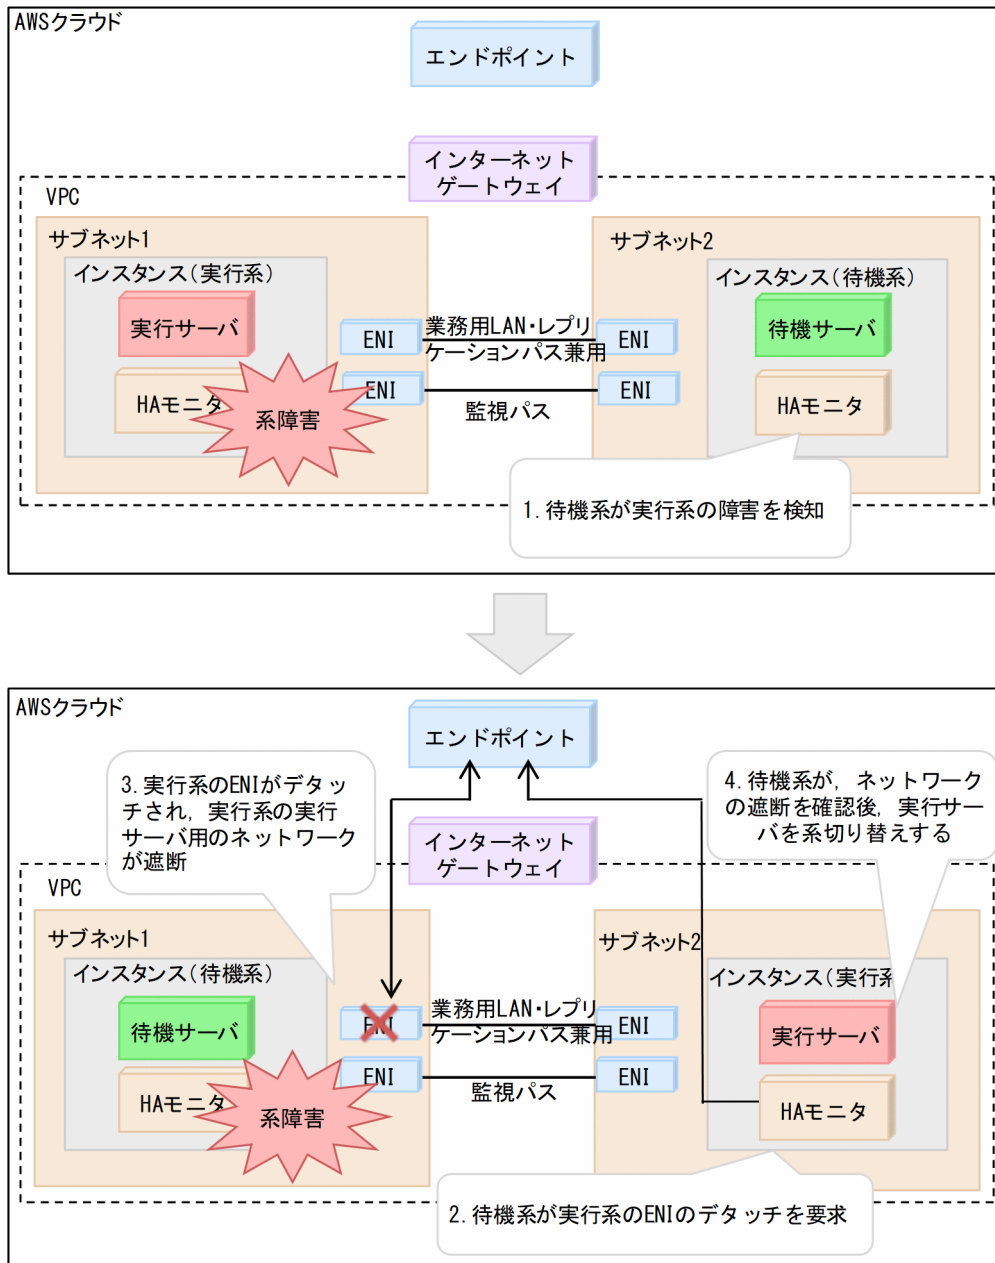 AWSクラウド
エンドポイント
インターネット
ゲートウェイ
VPC
サブネット1
サブネット2
インスタンス(実行系)
インスタンス(待機系)
実行サーバ
待機サーバ
ENI
業務用LAN・レプリ
ケーションパス兼用
ENI
HAモニタ
系障害
ENI
監視パス
ENI
HAモニタ
1.待機系が実行系の障害を検知
AWSクラウド
エンドポイント
3.実行系のENIがデタッ
チされ，実行系の実行
サーバ用のネットワーク
が遮断
4.待機系が，ネットワーク
の遮断を確認後，実行サー
バを系切り替えする
インターネット
ゲートウェイ
VPC
サブネット1
サブネット2
インスタンス(待機系)
インスタンス(実行系
待機サーバ
実行サーバ
ENI
業務用LAN・レプリ
ケーションパス兼用
ENI
HAモニタ
系障害
ENI
監視パス
ENI
HAモニタ
2.待機系が実行系のENIのデタッチを要求